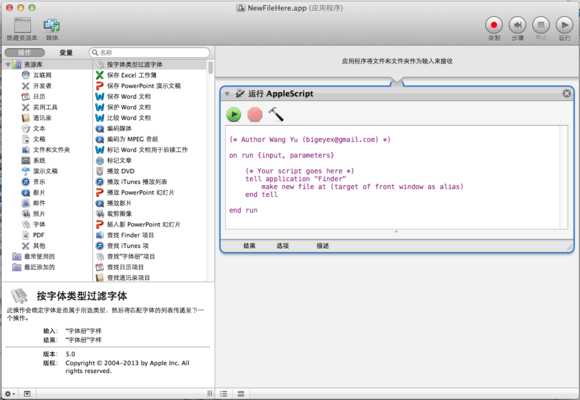 NewFileHere.app (应用程序)
隐藏资源库
媒体
录制
步骤
停止
运行
操作
变量
名称
应用程序将文件和文件夹作为输入来接收
资源库
互联网
开发者
日历
实用工具
通讯录
文本
文稿
文件和文件夹
系统
演示文稿
音乐
影片
邮件
照片
字体
PDF
其他
最常使用的
最近添加的
按字体类型过滤字体
保存 Excel 工作簿
保存 PowerPoint 演示文稿
保存 Word 文档
保护 Word 文档
比较 Word 文档
编码媒体
编码为 MPEG 音频
标记 Word 文档用于后续工作
标记文章
播放 DVD
播放 iTunes 播放列表
播放 PowerPoint 幻灯片
播放影片
裁剪图像
插入新 PowerPoint 幻灯片
查找 Finder 项目
查找 iTunes 项
查找“字体册”项目
查找日历项目
查找通讯录项目
运行 AppleScript
(* Author Wang Yu (bigeyex@gmail.com) *)
on run {input, parameters}
(* Your script goes here *)
tell application "Finder"
make new file at (target of front window as alias)
end tell
end run
结果
选项
描述
按字体类型过滤字体
此操作会确定字体是否属于所选类型，然后将匹配字体的列表传递至下一
个操作。
输入： “字体册”字样
结果： “字体册”字样
版本： 5.0
版权： Copyright © 2004–2013 by Apple Inc. All
rights reserved.